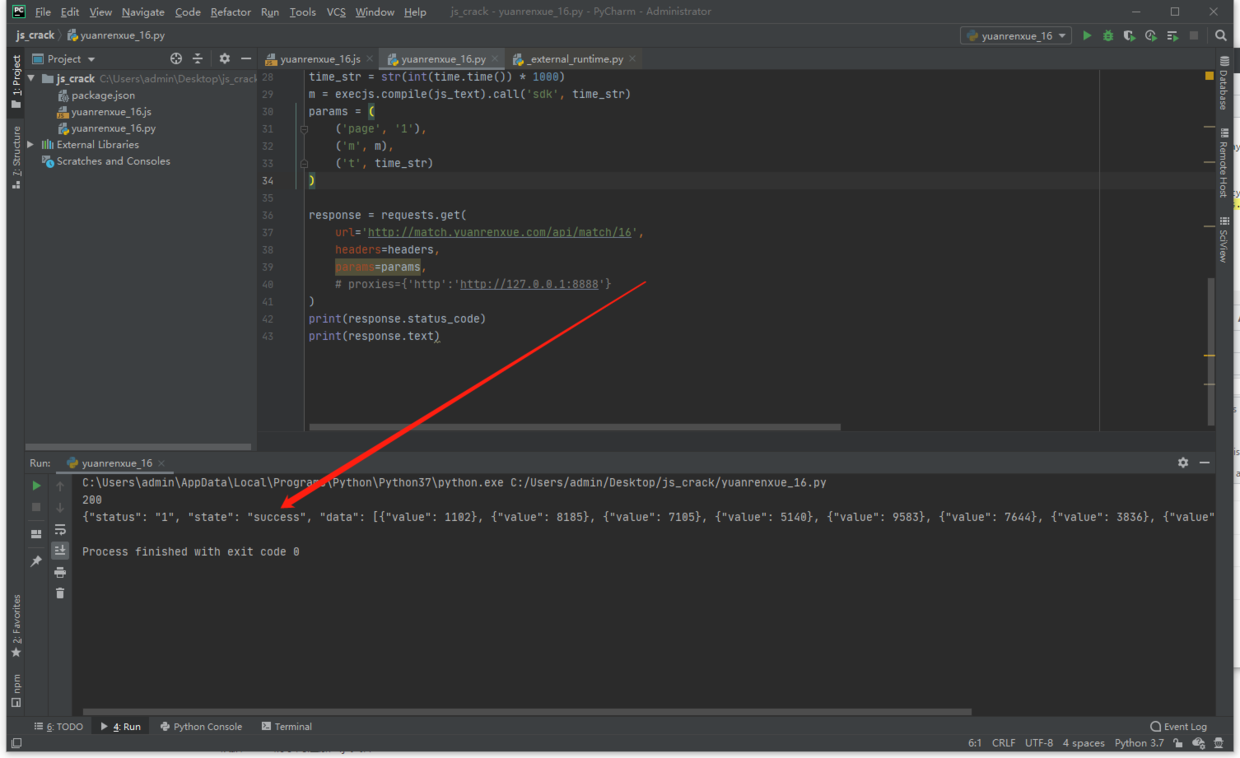 PC File Edit View Navigate Code Refactor Run Tools VCS Window Help js_crack - yuanrenxue_16.py - PyCharm - Administrator
js_crack yuanrenxue_16.py yuanrenxue_16
Project yuanrenxue_16.js yuanrenxue_16.py _external_runtime.py
1: Project
js_crack C:\Users\admin\Desktop\js_crack
package.json
yuanrenxue_16.js
yuanrenxue_16.py
External Libraries
Scratches and Consoles
7: Structure
28 time_str = str(int(time.time()) * 1000)
29 m = execjs.compile(js_text).call('sdk', time_str)
30 params = (
31 ('page', '1'),
32 ('m', m),
33 ('t', time_str)
34 )
35
36 response = requests.get(
37 url='http://match.yuanrenxue.com/api/match/16',
38 headers=headers,
39 params=params,
40 # proxies={'http':'http://127.0.0.1:8888'}
41 )
42 print(response.status_code)
43 print(response.text)
Database
Remote Host
SciView
Run: yuanrenxue_16
C:\Users\admin\AppData\Local\Programs\Python\Python37\python.exe C:/Users/admin/Desktop/js_crack/yuanrenxue_16.py
200
{"status": "1", "state": "success", "data": [{"value": 1102}, {"value": 8185}, {"value": 7105}, {"value": 5140}, {"value": 9583}, {"value": 7644}, {"value": 3836}, {"value"
Process finished with exit code 0
2: Favorites
npm
6: TODO 4: Run Python Console Terminal Event Log
6:1 CRLF UTF-8 4 spaces Python 3.7